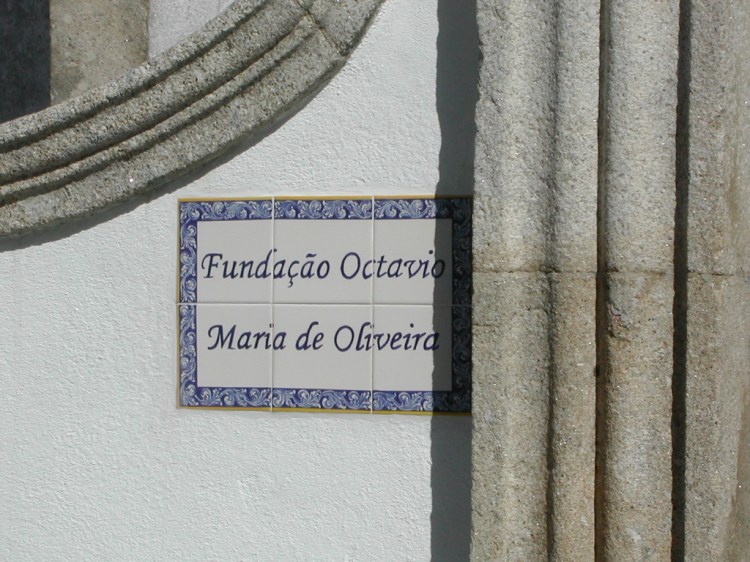 Fundação Octavio
Maria de Oliveira